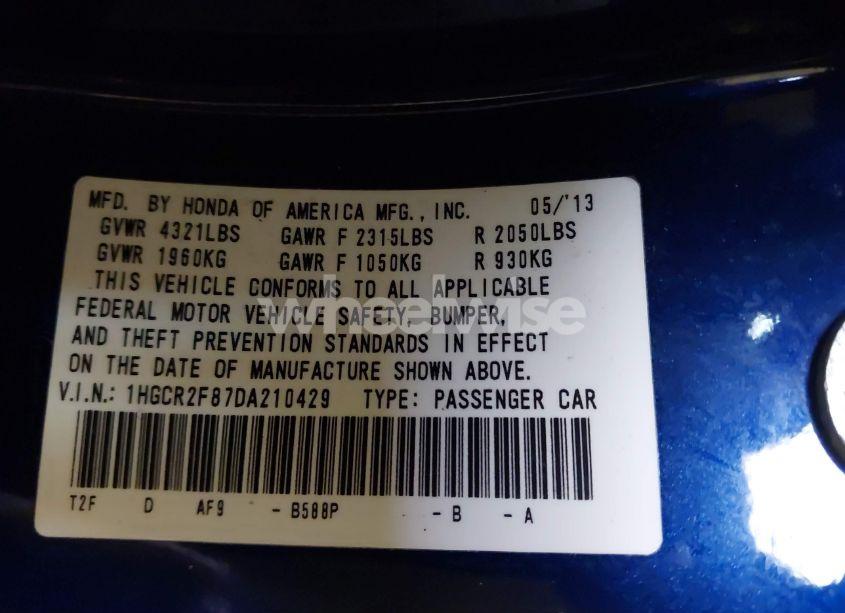 MFD. BY HONDA OF AMERICA MFG., INC. 05/'13
GVWR 4321LBS GAWR F 2315LBS R 2050LBS
GVWR 1960KG GAWR F 1050KG R 930KG
THIS VEHICLE CONFORMS TO ALL APPLICABLE
FEDERAL MOTOR VEHICLE SAFETY, BUMPER,
AND THEFT PREVENTION STANDARDS IN EFFECT
ON THE DATE OF MANUFACTURE SHOWN ABOVE.
V.I.N.: 1HGCR2F87DA210429 TYPE: PASSENGER CAR
T2F D AF9 -B588P -B -A
wheelwise